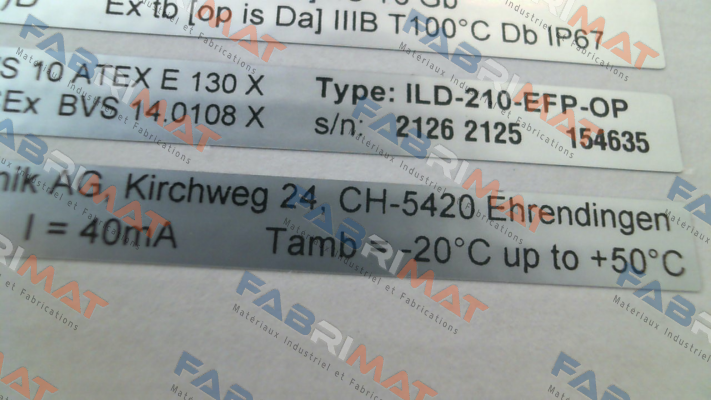 Ex tb [op is Da] IIIB T100°C Db IP67
S 10 ATEX E 130 X
Ex BVS 14.0108 X
Type: ILD-210-EFP-OP
s/n: 2126 2125 154635
nik AG, Kirchweg 24, CH-5420 Ehrendingen
I = 40mA Tamb = -20°C up to +50°C
FABRIMAT
Materiaux Industriel et Fabrications